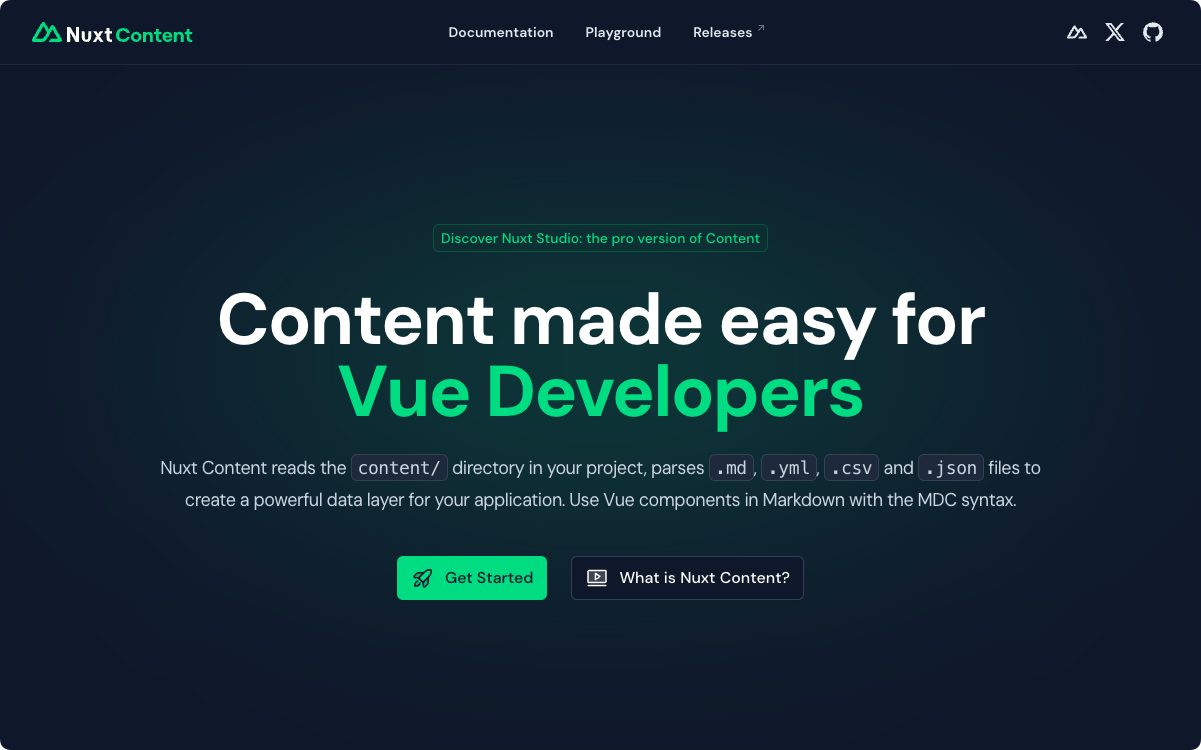 Nuxt Content
Documentation
Playground
Releases
Discover Nuxt Studio: the pro version of Content
Content made easy for
Vue Developers
Nuxt Content reads the content/ directory in your project, parses .md, .yml, .csv and .json files to
create a powerful data layer for your application. Use Vue components in Markdown with the MDC syntax.
Get Started
What is Nuxt Content?